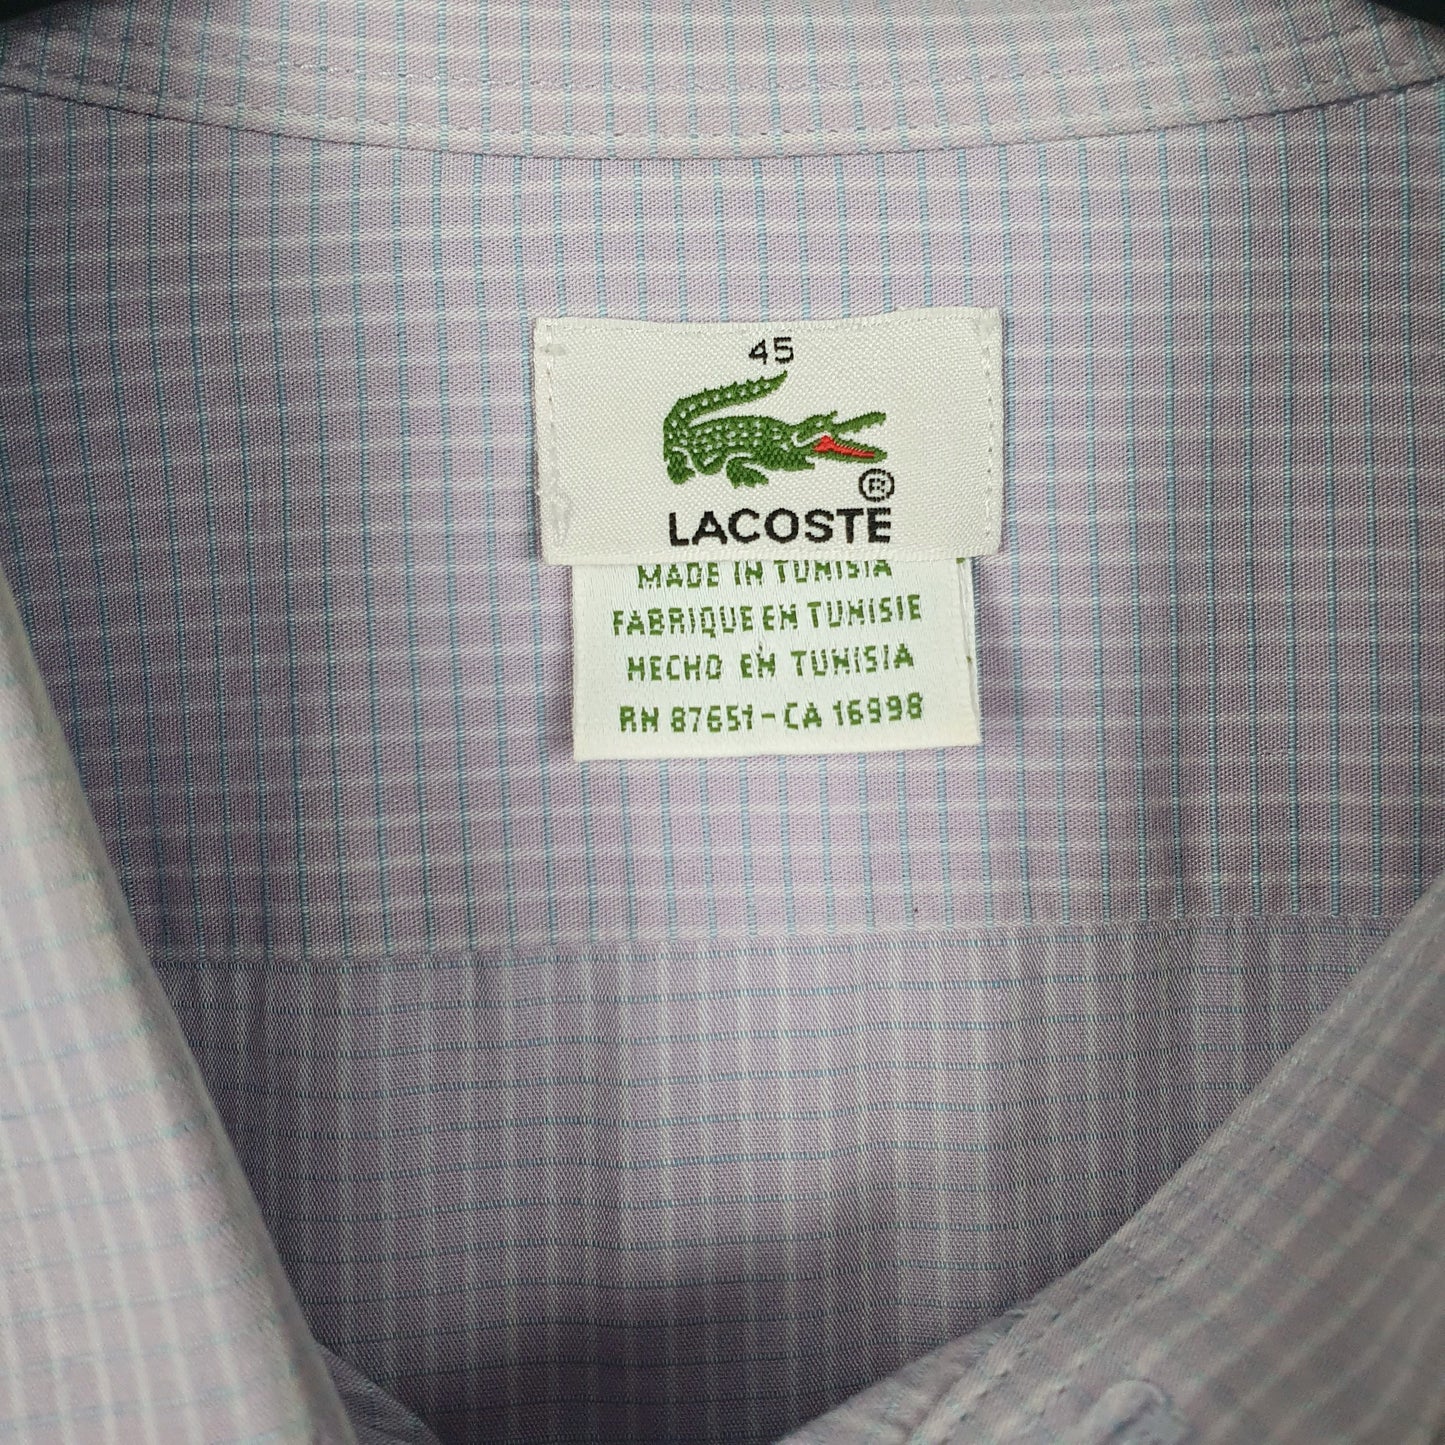 45
®
LACOSTE
MADE IN TUNISIA
FABRIQUE EN TUNISIE
HECHO EN TUNISIA
RN 87651 - CA 16998